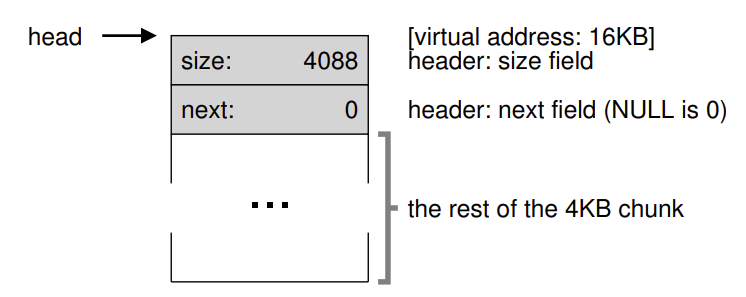 head
[virtual address: 16KB]
size: 4088
header: size field
next: 0
header: next field (NULL is 0)
...
the rest of the 4KB chunk